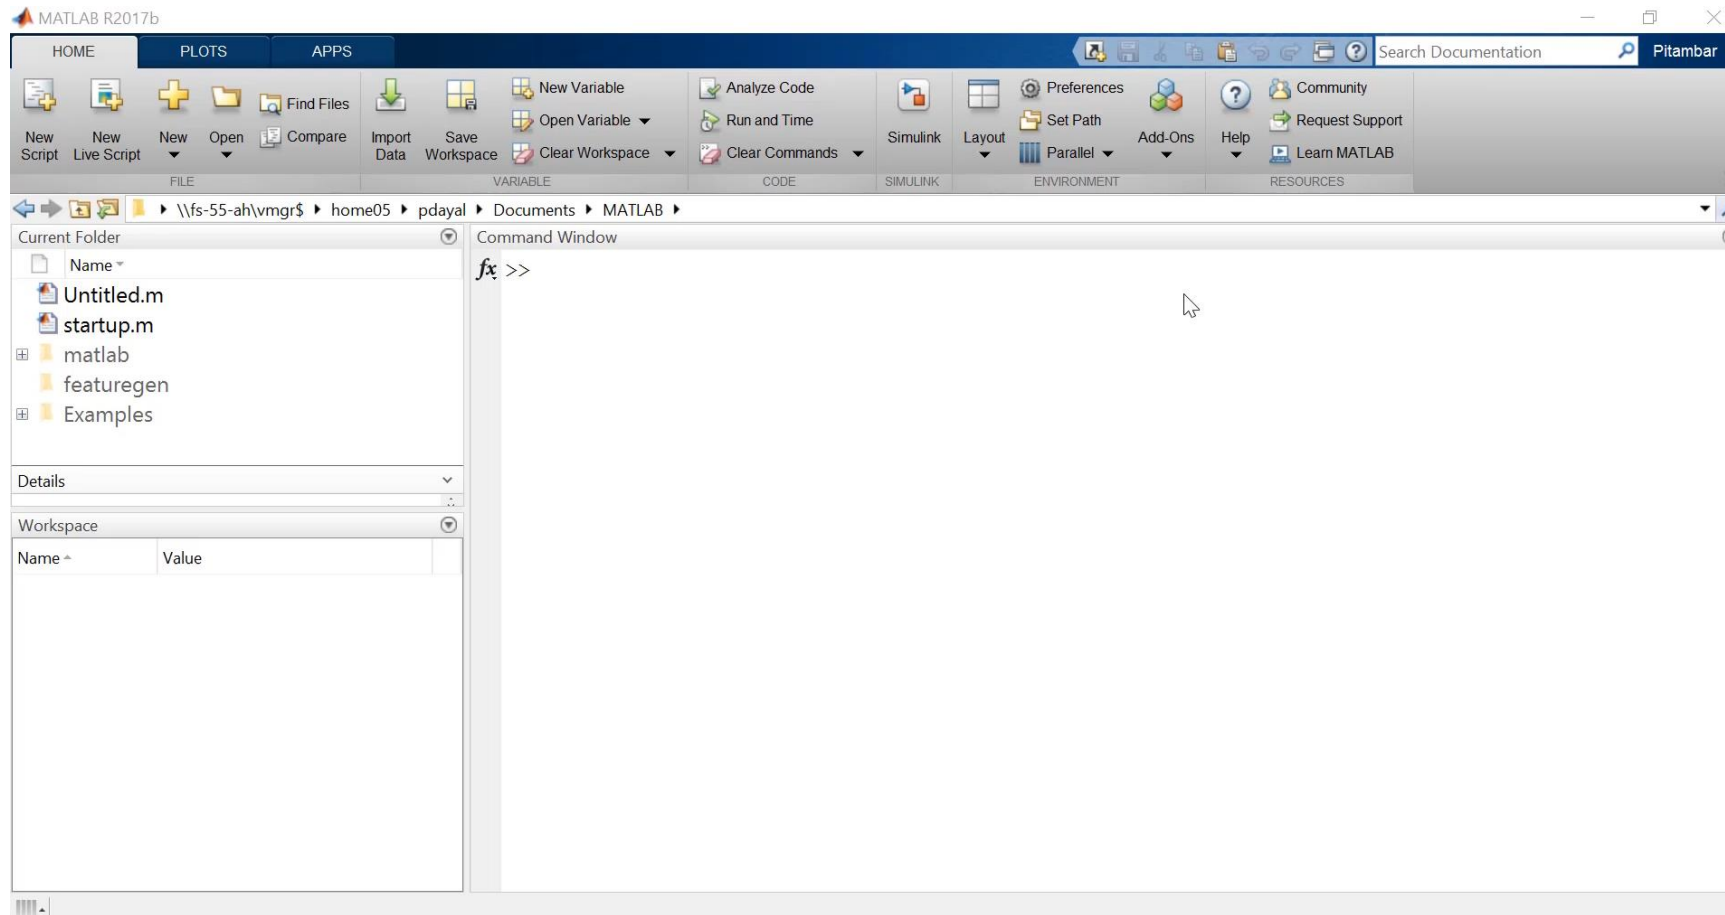 MATLAB R2017b
HOME PLOTS APPS Search Documentation Pitambar
New Script
New Live Script
New
Open
Find Files
Compare
Import Data
Save Workspace
New Variable
Open Variable
Clear Workspace
Analyze Code
Run and Time
Clear Commands
Simulink
Layout
Preferences
Set Path
Parallel
Add-Ons
Help
Community
Request Support
Learn MATLAB
FILE VARIABLE CODE SIMULINK ENVIRONMENT RESOURCES
\\fs-55-ah\vmgr$ home05 pdayal Documents MATLAB
Current Folder
Name
Untitled.m
startup.m
matlab
featuregen
Examples
Details
Workspace
Name Value
Command Window
fx >>